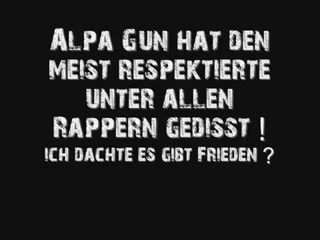 Alpa Gun hat den
meist respektierte
unter allen
Rappern gedisst !
ich dachte es gibt Frieden ?